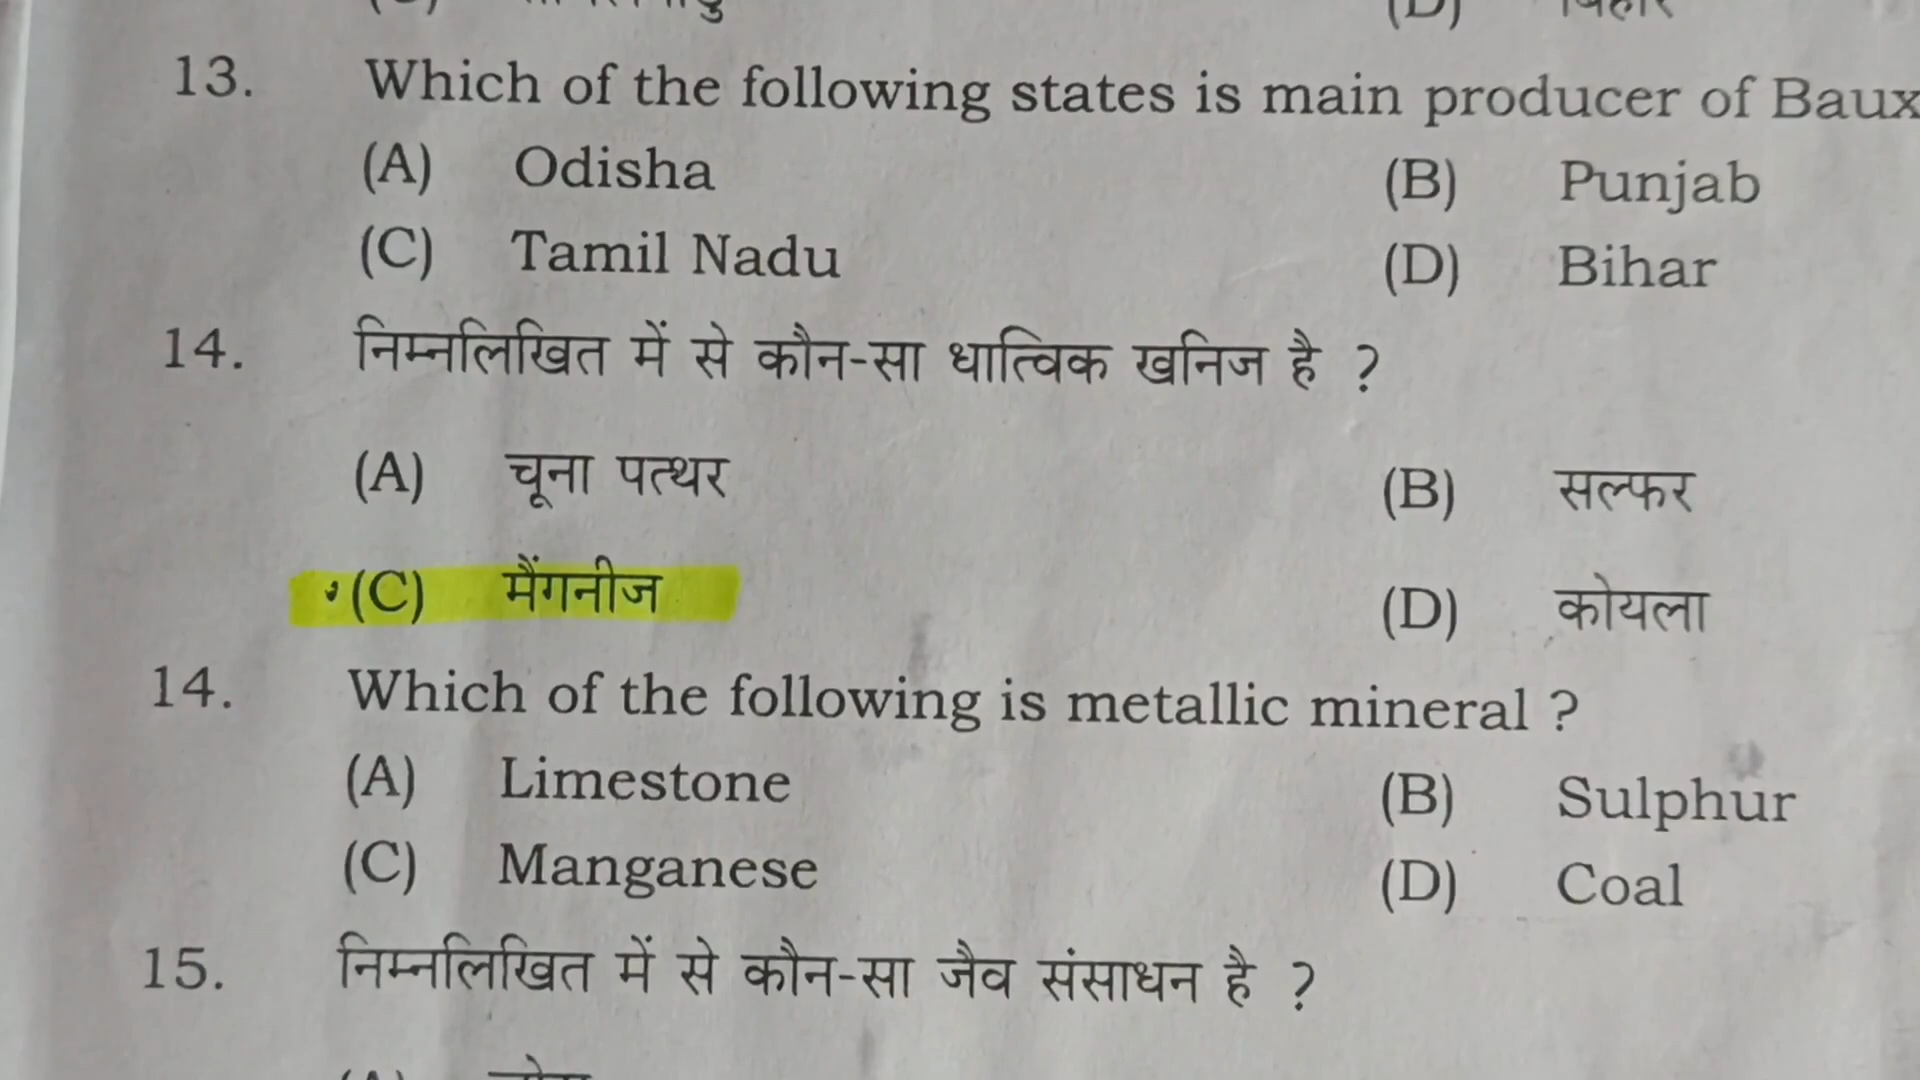 13. Which of the following states is main producer of Baux
(A) Odisha (B) Punjab
(C) Tamil Nadu (D) Bihar
14. निम्नलिखित में से कौन-सा धात्विक खनिज है ?
(A) चूना पत्थर (B) सल्फर
(C) मैंगनीज (D) कोयला
14. Which of the following is metallic mineral ?
(A) Limestone (B) Sulphur
(C) Manganese (D) Coal
15. निम्नलिखित में से कौन-सा जैव संसाधन है ?